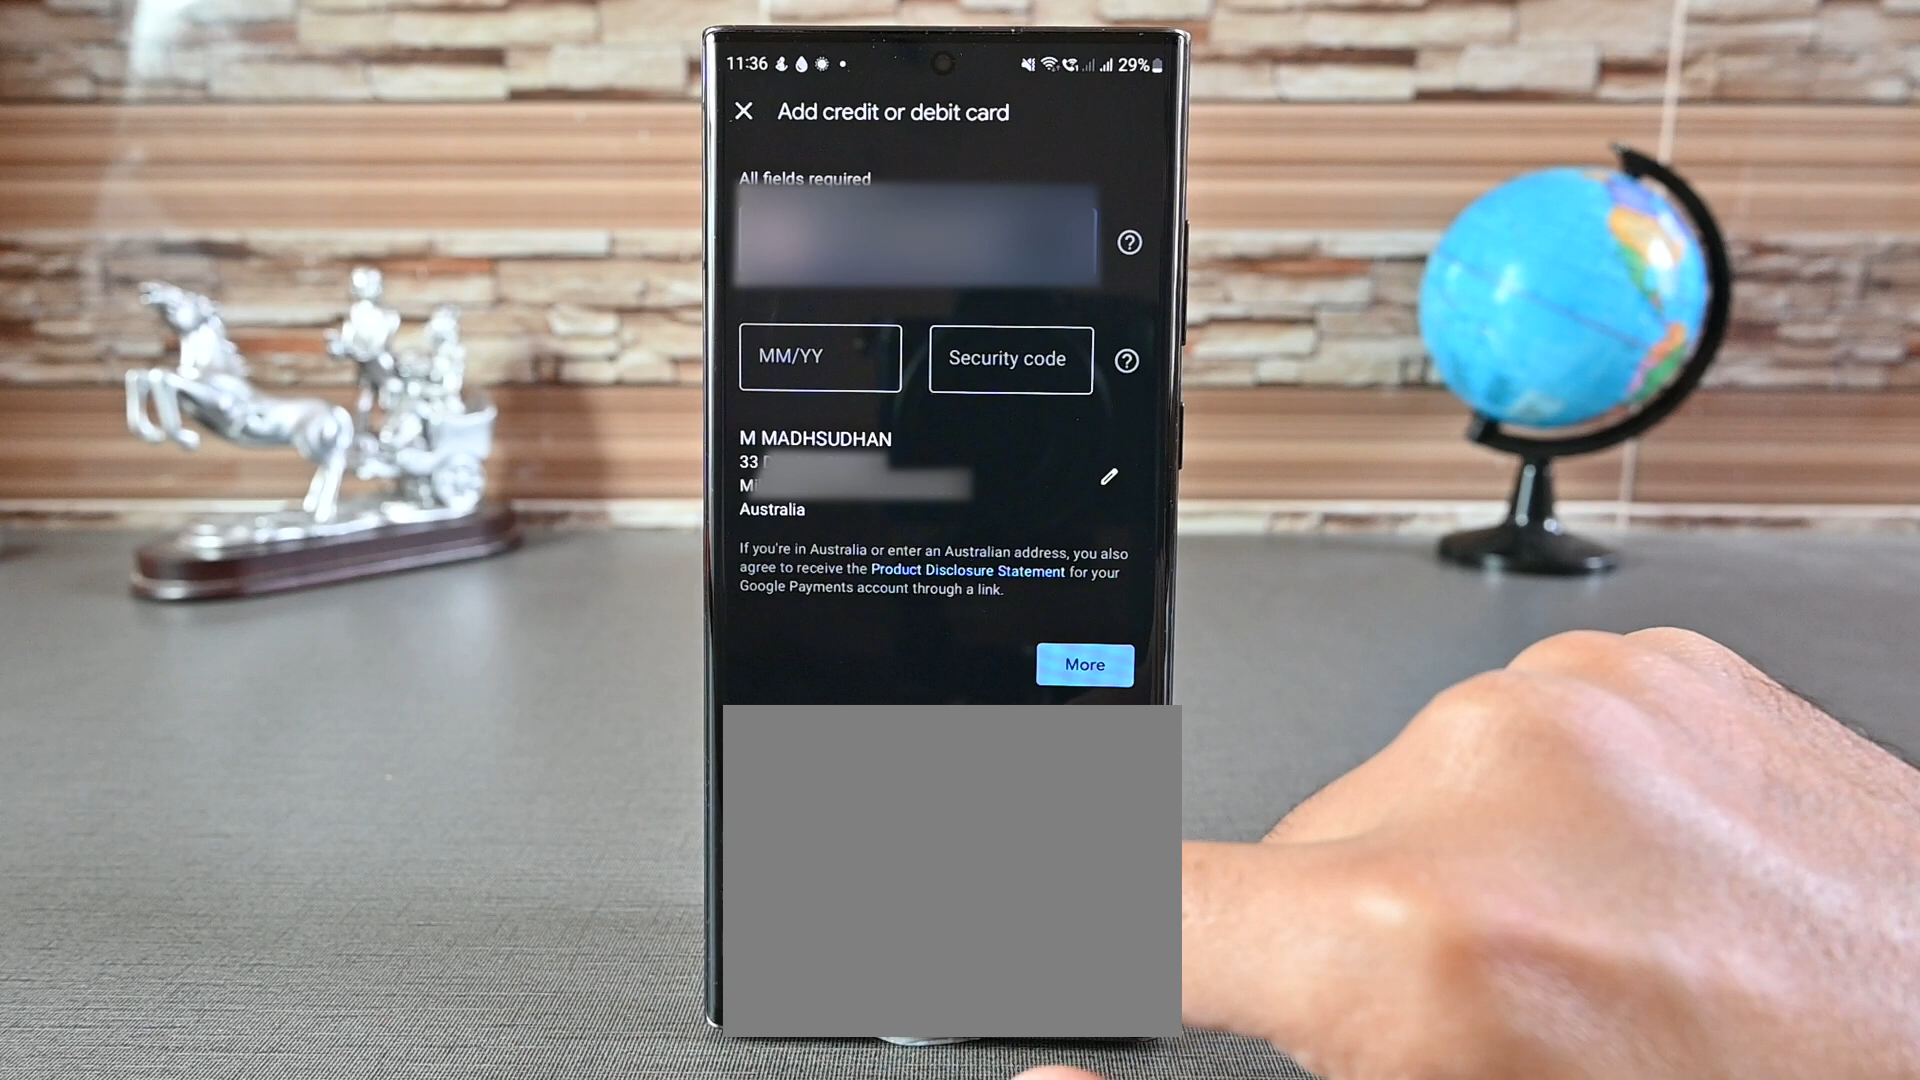 11:36 29%
Add credit or debit card
All fields required
MM/YY Security code
M MADHSUDHAN
33
Australia
If you're in Australia or enter an Australian address, you also
agree to receive the Product Disclosure Statement for your
Google Payments account through a link.
More